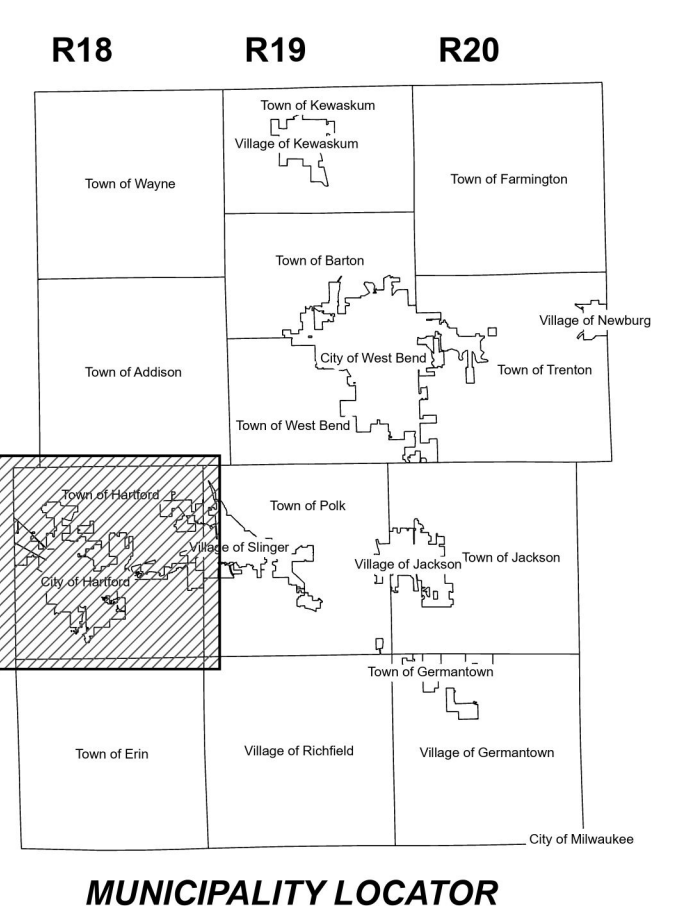 R18 R19 R20
Town of Kewaskum
Village of Kewaskum
Town of Wayne
Town of Farmington
Town of Barton
Village of Newburg
City of West Bend
Town of Addison
Town of Trenton
Town of West Bend
Town of Hartford
Town of Polk
Village of Slinger
Village of Jackson
Town of Jackson
City of Hartford
Town of Germantown
Town of Erin
Village of Richfield
Village of Germantown
City of Milwaukee
MUNICIPALITY LOCATOR